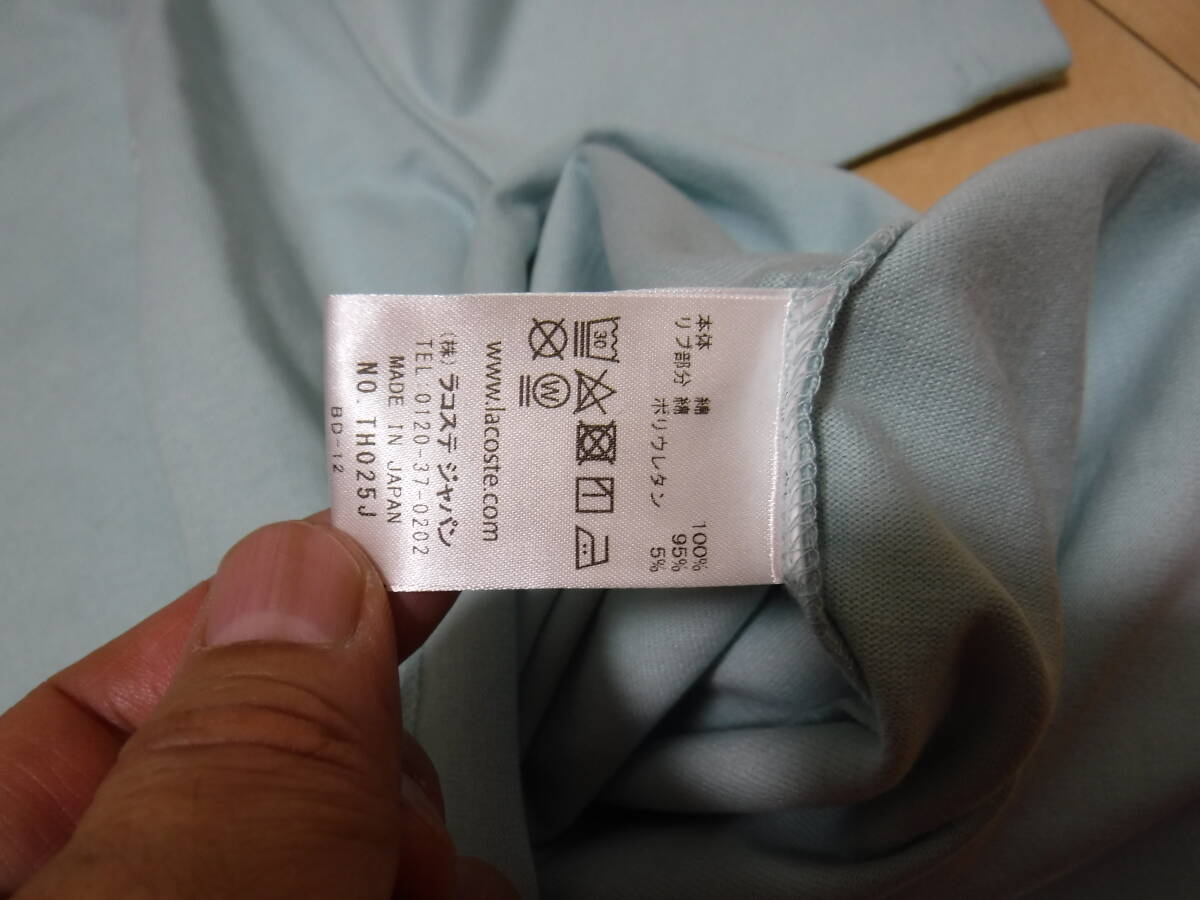 本体 綿 100%
リブ部分 綿 95%
ポリウレタン 5%
30
W
www.lacoste.com
(株) ラコステ ジャパン
TEL.0120-37-0202
MADE IN JAPAN
NO. TH025J
BD-12